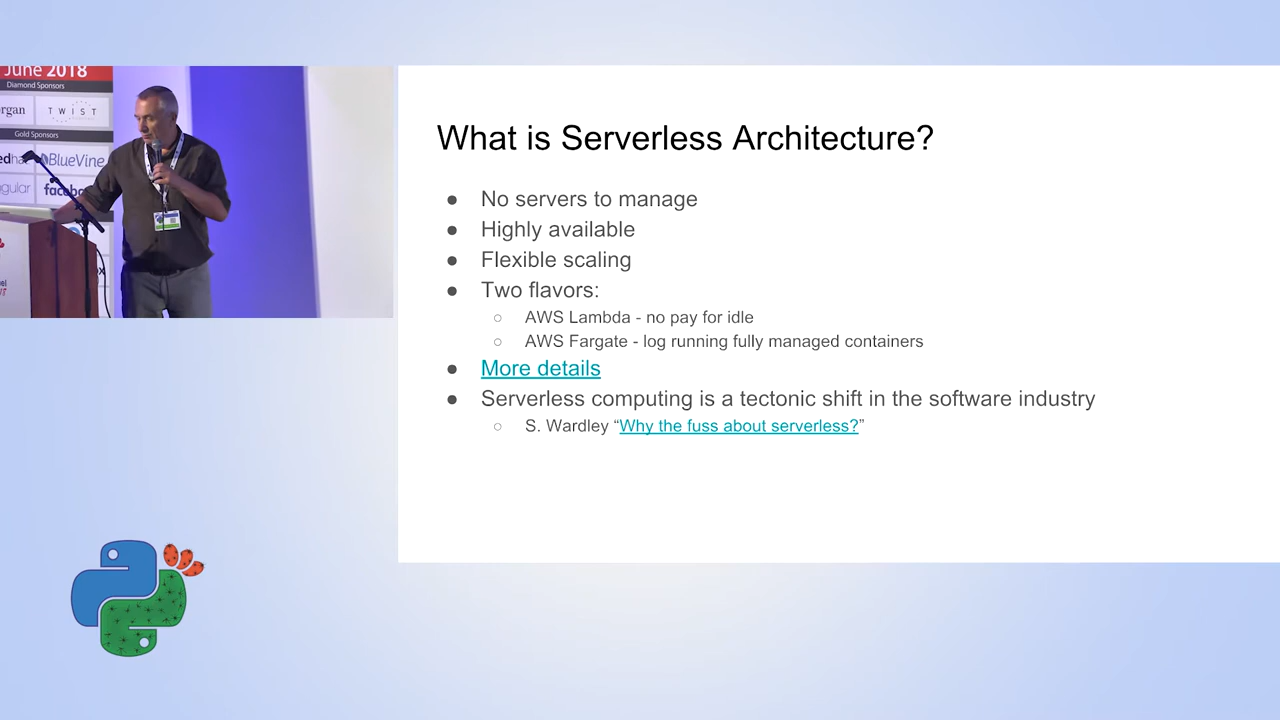 June 2018
Diamond Sponsors
TWIST
Gold Sponsors
BlueVine
What is Serverless Architecture?
● No servers to manage
● Highly available
● Flexible scaling
● Two flavors:
○ AWS Lambda - no pay for idle
○ AWS Fargate - log running fully managed containers
● More details
● Serverless computing is a tectonic shift in the software industry
○ S. Wardley “Why the fuss about serverless?”